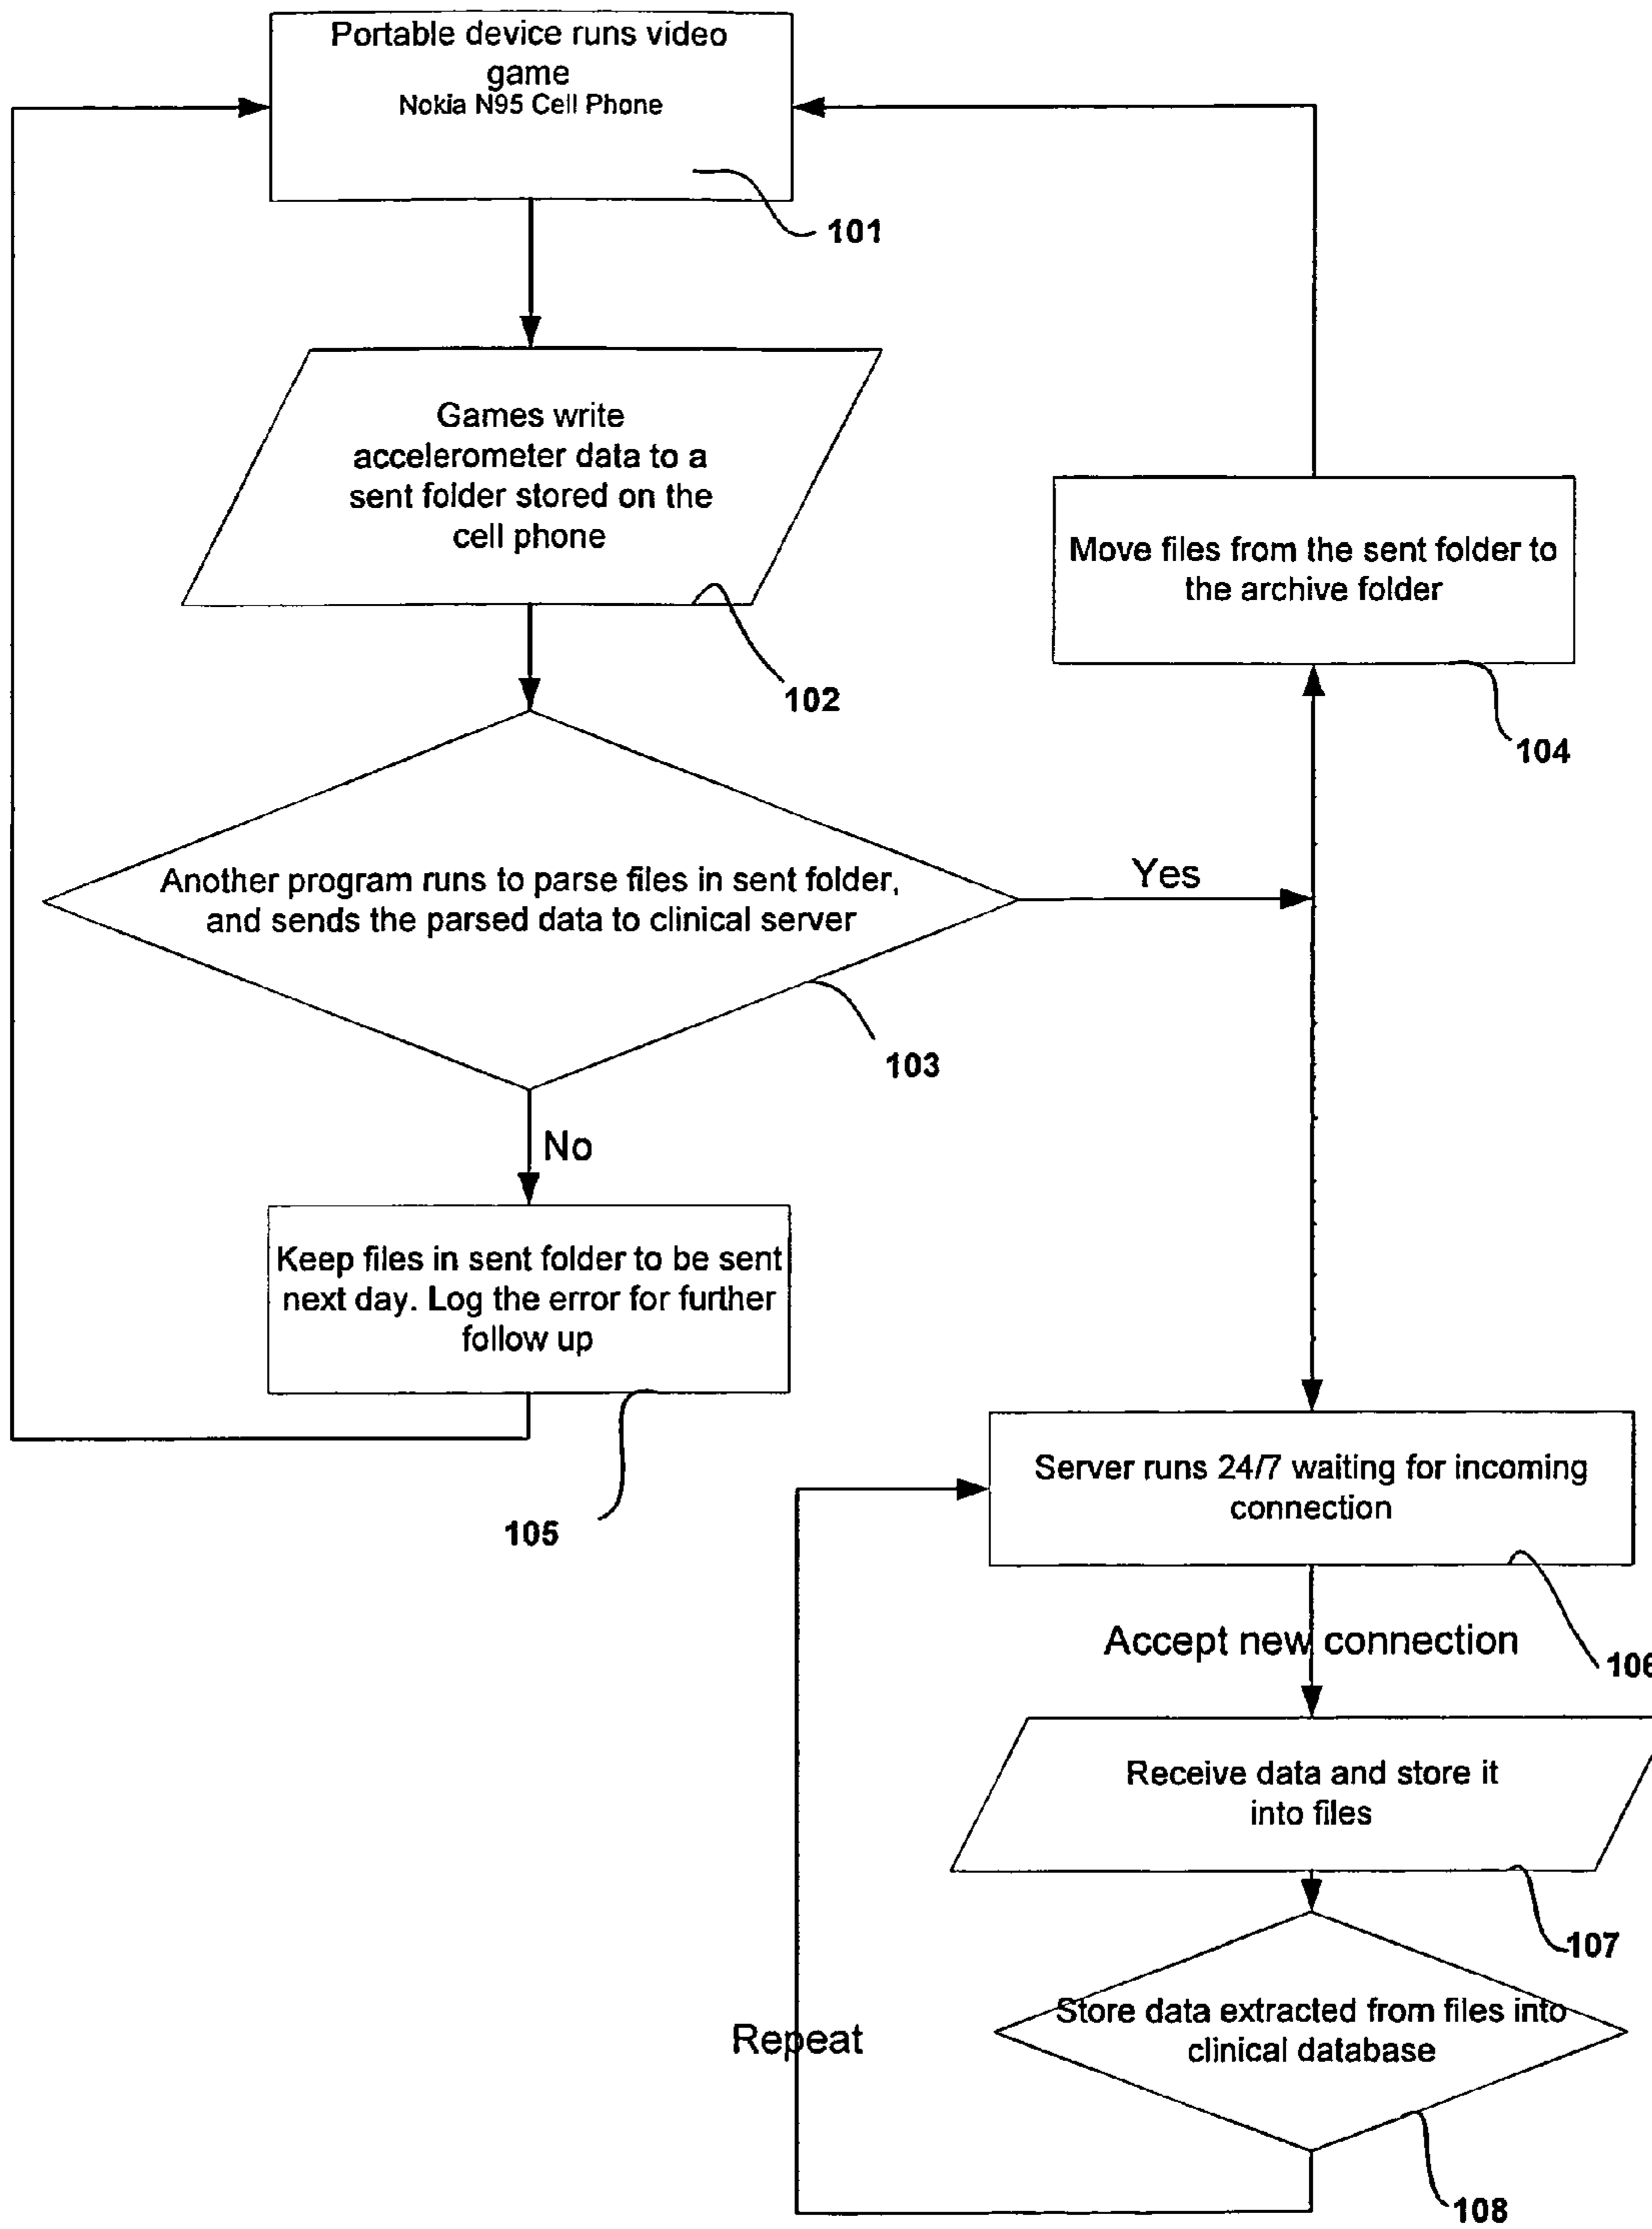 Portable device runs video
game
Nokia N95 Cell Phone
101
Games write
accelerometer data to a
sent folder stored on the
cell phone
102
Move files from the sent folder to
the archive folder
104
Another program runs to parse files in sent folder,
and sends the parsed data to clinical server
Yes
103
No
Keep files in sent folder to be sent
next day. Log the error for further
follow up
105
Server runs 24/7 waiting for incoming
connection
106
Accept new connection
Receive data and store it
into files
107
Store data extracted from files into
clinical database
Repeat
108